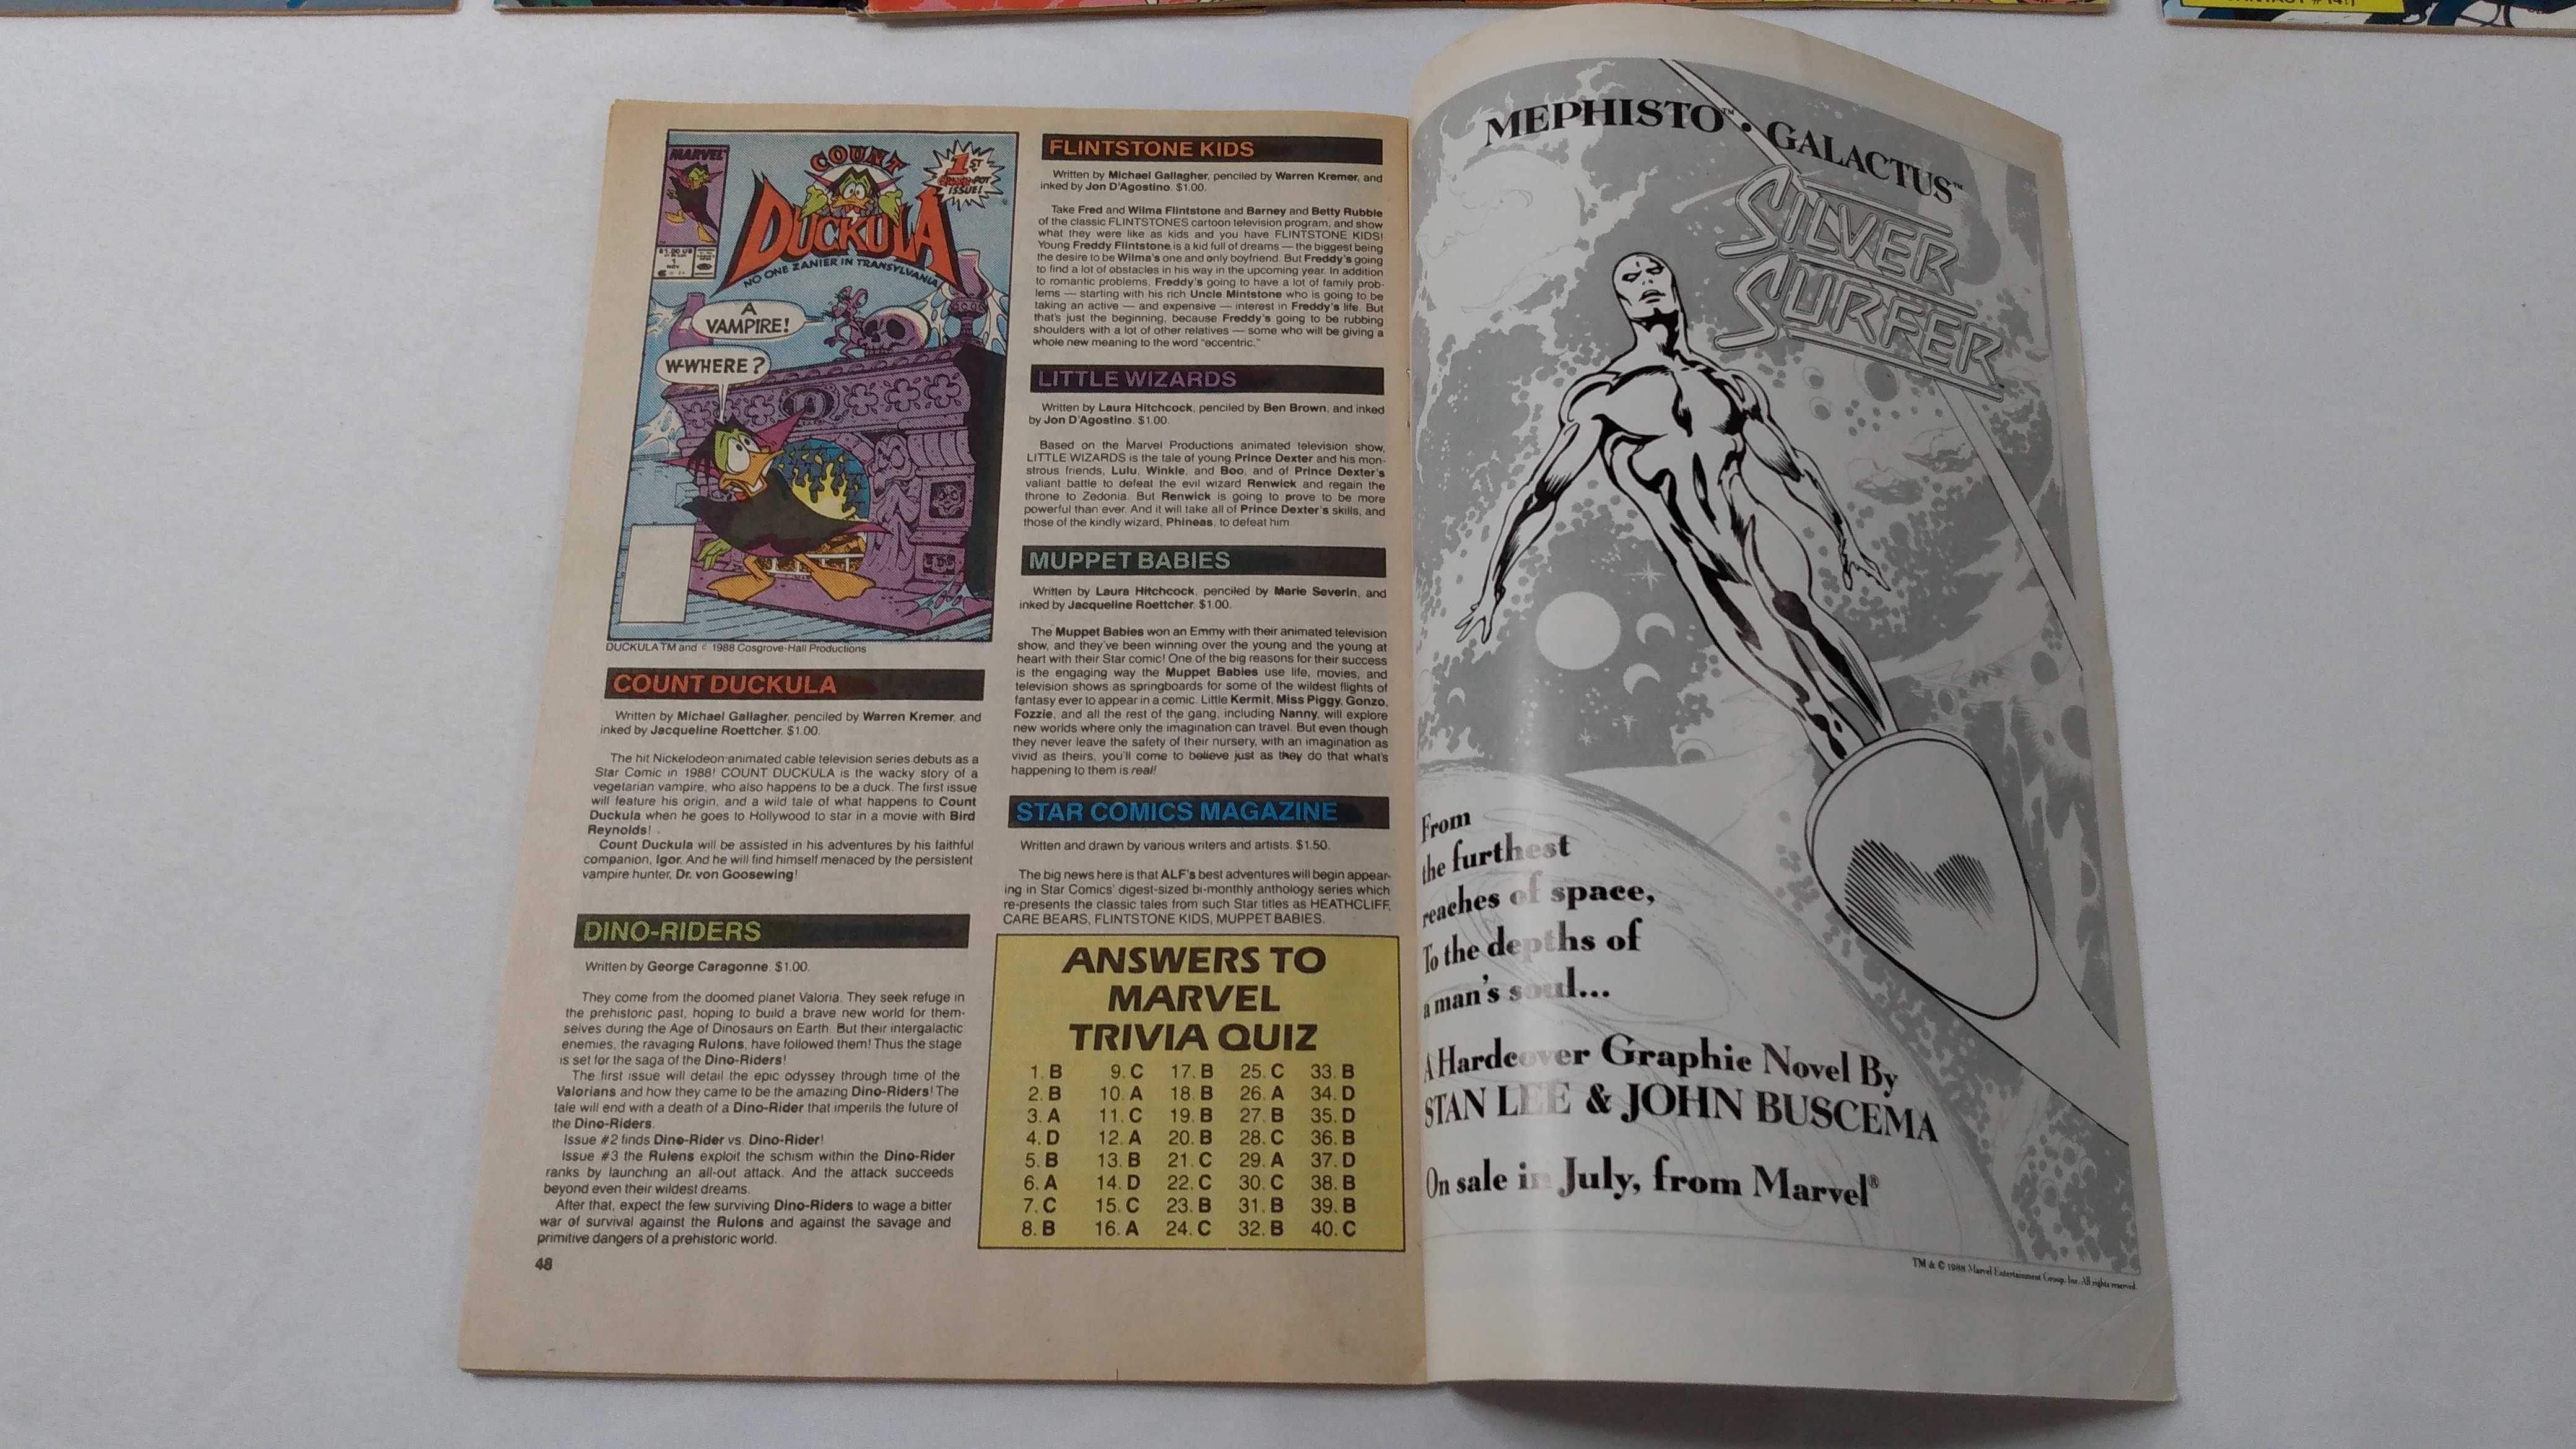 FANTASY #14!)
MARVEL
$1.00 US
1
NOV
COUNT
DUCKULA
NO ONE ZANIER IN TRANSYLVANIA
1ST
ISSUE!
A
VAMPIRE!
W-WHERE?
DUCKULA TM and © 1988 Cosgrove-Hall Productions
COUNT DUCKULA
Written by Michael Gallagher, penciled by Warren Kremer, and
inked by Jacqueline Roettcher. $1.00.
The hit Nickelodeon animated cable television series debuts as a
Star Comic in 1988! COUNT DUCKULA is the wacky story of a
vegetarian vampire, who also happens to be a duck. The first issue
will feature his origin, and a wild tale of what happens to Count
Duckula when he goes to Hollywood to star in a movie with Bird
Reynolds!
Count Duckula will be assisted in his adventures by his faithful
companion, Igor. And he will find himself menaced by the persistent
vampire hunter, Dr. von Goosewing!
DINO-RIDERS
Written by George Caragonne. $1.00.
They come from the doomed planet Valoria. They seek refuge in
the prehistoric past, hoping to build a brave new world for them-
selves during the Age of Dinosaurs on Earth. But their intergalactic
enemies, the ravaging Rulons, have followed them! Thus the stage
is set for the saga of the Dino-Riders!
The first issue will detail the epic odyssey through time of the
Valorians and how they came to be the amazing Dino-Riders! The
tale will end with a death of a Dino-Rider that imperils the future of
the Dino-Riders.
Issue #2 finds Dino-Rider vs. Dino-Rider!
Issue #3 the Rulens exploit the schism within the Dino-Rider
ranks by launching an all-out attack. And the attack succeeds
beyond even their wildest dreams.
After that, expect the few surviving Dino-Riders to wage a bitter
war of survival against the Rulons and against the savage and
primitive dangers of a prehistoric world.
48
FLINTSTONE KIDS
Written by Michael Gallagher, penciled by Warren Kremer, and
inked by Jon D'Agostino. $1.00.
Take Fred and Wilma Flintstone and Barney and Betty Rubble
of the classic FLINTSTONES cartoon television program, and show
what they were like as kids and you have FLINTSTONE KIDS!
Young Freddy Flintstone is a kid full of dreams — the biggest being
the desire to be Wilma's one and only boyfriend. But Freddy's going
to find a lot of obstacles in his way in the upcoming year. In addition
to romantic problems, Freddy's going to have a lot of family prob-
lems — starting with his rich Uncle Mintstone who is going to be
taking an active — and expensive — interest in Freddy's life. But
that's just the beginning, because Freddy's going to be rubbing
shoulders with a lot of other relatives — some who will be giving a
whole new meaning to the word "eccentric."
LITTLE WIZARDS
Written by Laura Hitchcock, penciled by Ben Brown, and inked
by Jon D'Agostino. $1.00.
Based on the Marvel Productions animated television show,
LITTLE WIZARDS is the tale of young Prince Dexter and his mon-
strous friends, Lulu, Winkle, and Boo, and of Prince Dexter's
valiant battle to defeat the evil wizard Renwick and regain the
throne to Zedonia. But Renwick is going to prove to be more
powerful than ever. And it will take all of Prince Dexter's skills, and
those of the kindly wizard, Phineas, to defeat him.
MUPPET BABIES
Written by Laura Hitchcock, penciled by Marie Severin, and
inked by Jacqueline Roettcher. $1.00.
The Muppet Babies won an Emmy with their animated television
show, and they've been winning over the young and the young at
heart with their Star comic! One of the big reasons for their success
is the engaging way the Muppet Babies use life, movies, and
television shows as springboards for some of the wildest flights of
fantasy ever to appear in a comic. Little Kermit, Miss Piggy, Gonzo,
Fozzie, and all the rest of the gang, including Nanny, will explore
new worlds where only the imagination can travel. But even though
they never leave the safety of their nursery, with an imagination as
vivid as theirs, you'll come to believe just as they do that what's
happening to them is real!
STAR COMICS MAGAZINE
Written and drawn by various writers and artists. $1.50.
The big news here is that ALF's best adventures will begin appear-
ing in Star Comics' digest-sized bi-monthly anthology series which
re-presents the classic tales from such Star titles as HEATHCLIFF,
CARE BEARS, FLINTSTONE KIDS, MUPPET BABIES.
ANSWERS TO
MARVEL
TRIVIA QUIZ
1. B 9. C 17. B 25. C 33. B
2. B 10. A 18. B 26. A 34. D
3. A 11. C 19. B 27. B 35. D
4. D 12. A 20. B 28. C 36. B
5. B 13. B 21. C 29. A 37. D
6. A 14. D 22. C 30. C 38. B
7. C 15. C 23. B 31. B 39. B
8. B 16. A 24. C 32. B 40. C
MEPHISTO™ • GALACTUS™
SILVER
SURFER
From
the furthest
reaches of space,
To the depths of
a man's soul...
A Hardcover Graphic Novel By
STAN LEE & JOHN BUSCEMA
On sale in July, from Marvel®
TM & © 1988 Marvel Entertainment Group, Inc. All rights reserved.